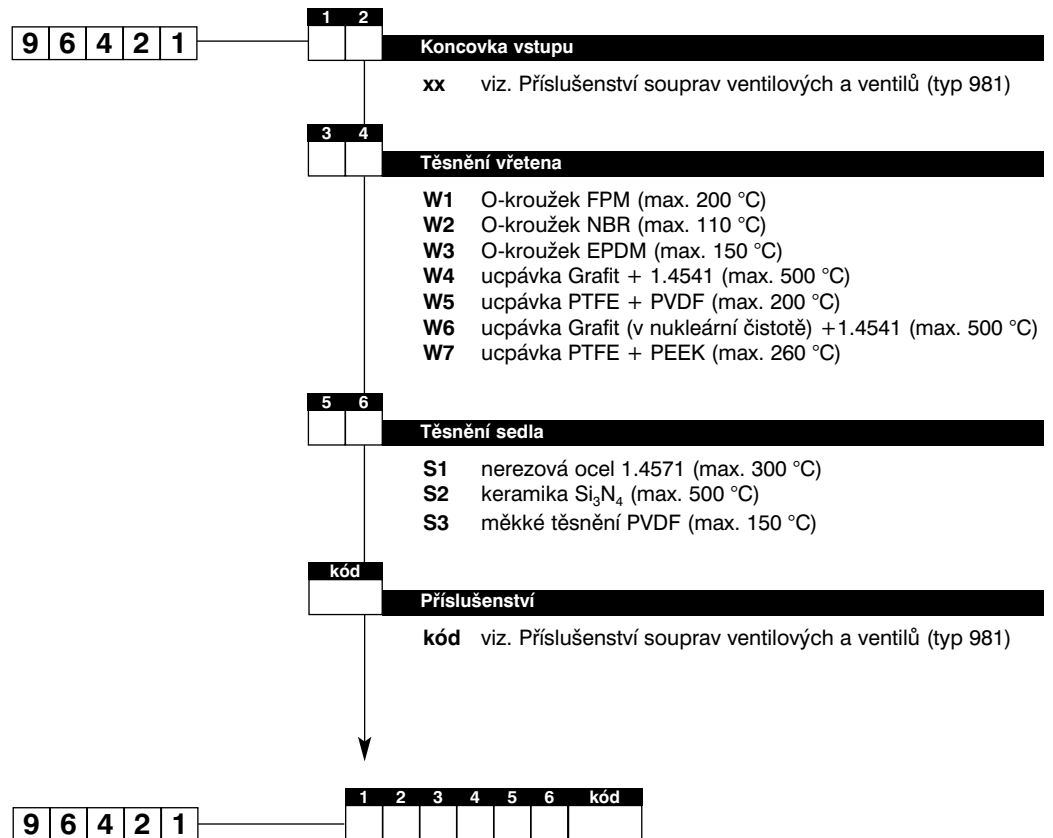 1 2
9 6 4 2 1
Koncovka vstupu
xx viz. Příslušenství souprav ventilových a ventilů (typ 981)
3 4
Těsnění vřetena
W1 O-kroužek FPM (max. 200 °C)
W2 O-kroužek NBR (max. 110 °C)
W3 O-kroužek EPDM (max. 150 °C)
W4 ucpávka Grafit + 1.4541 (max. 500 °C)
W5 ucpávka PTFE + PVDF (max. 200 °C)
W6 ucpávka Grafit (v nukleární čistotě) +1.4541 (max. 500 °C)
W7 ucpávka PTFE + PEEK (max. 260 °C)
5 6
Těsnění sedla
S1 nerezová ocel 1.4571 (max. 300 °C)
S2 keramika Si₃N₄ (max. 500 °C)
S3 měkké těsnění PVDF (max. 150 °C)
kód
Příslušenství
kód viz. Příslušenství souprav ventilových a ventilů (typ 981)
1 2 3 4 5 6 kód
9 6 4 2 1